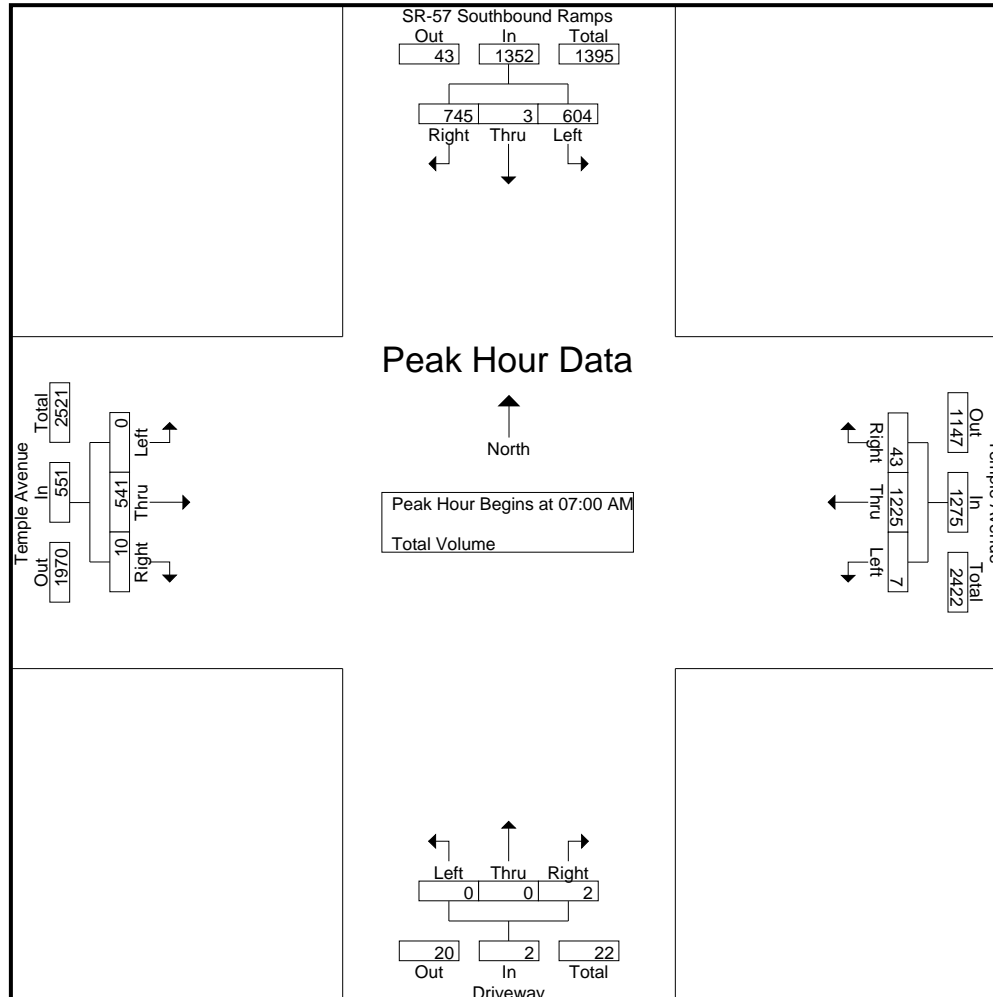 SR-57 Southbound Ramps
Out In Total
43 1352 1395
745 3 604
Right Thru Left
Peak Hour Data
North
Peak Hour Begins at 07:00 AM
Total Volume
Temple Avenue
Out In Total
1970 551 2521
10 541 0
Right Thru Left
Out In Total
1147 1275 2422
43 1225 7
Right Thru Left
Left Thru Right
0 0 2
20 2 22
Out In Total
Driveway